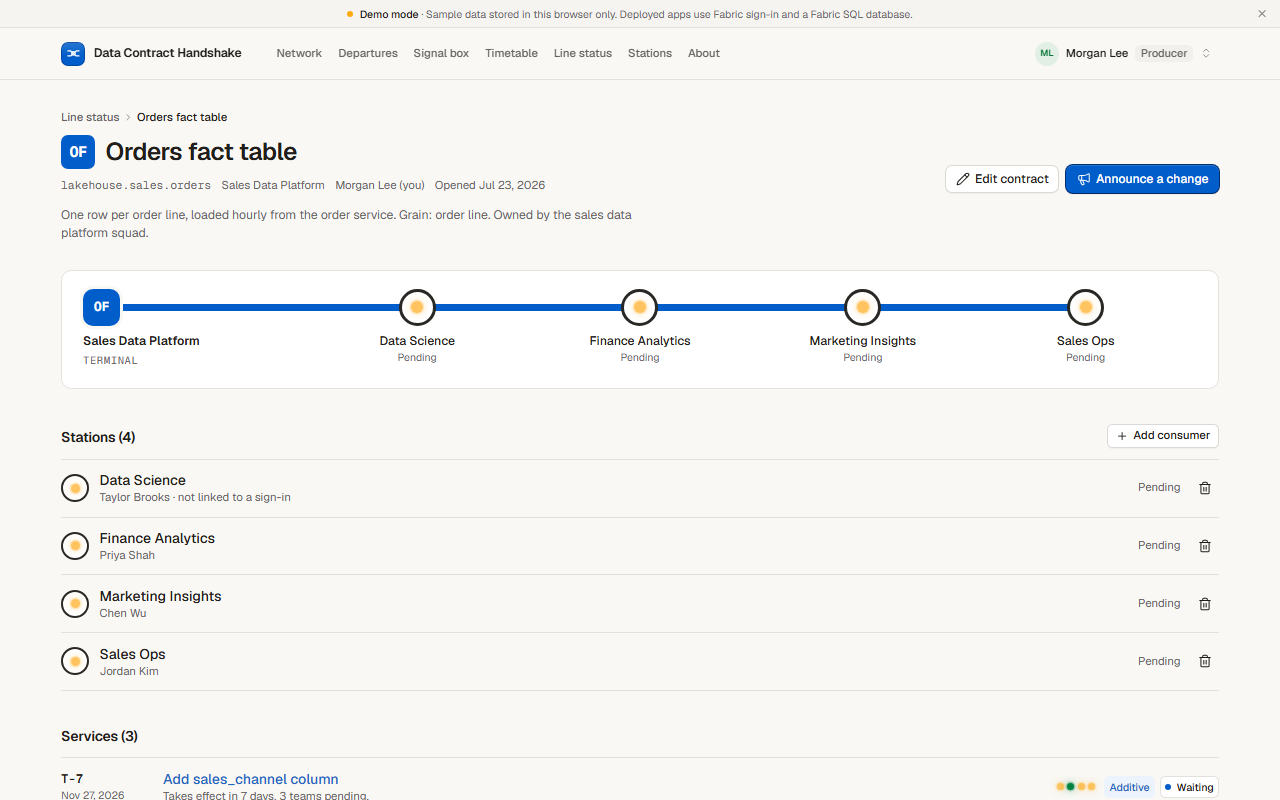 Demo mode · Sample data stored in this browser only. Deployed apps use Fabric sign-in and a Fabric SQL database.
Data Contract Handshake
Network Departures Signal box Timetable Line status Stations About
ML Morgan Lee Producer
Line status › Orders fact table
OF Orders fact table
lakehouse.sales.orders Sales Data Platform Morgan Lee (you) Opened Jul 23, 2026
Edit contract
Announce a change
One row per order line, loaded hourly from the order service. Grain: order line. Owned by the sales data
platform squad.
OF
Sales Data Platform Data Science Finance Analytics Marketing Insights Sales Ops
TERMINAL Pending Pending Pending Pending
Stations (4)
Add consumer
Data Science
Taylor Brooks · not linked to a sign-in
Pending
Finance Analytics
Priya Shah
Pending
Marketing Insights
Chen Wu
Pending
Sales Ops
Jordan Kim
Pending
Services (3)
T-7 Add sales_channel column
Additive Waiting
Nov 27, 2026 Takes effect in 7 days. 3 teams pending.